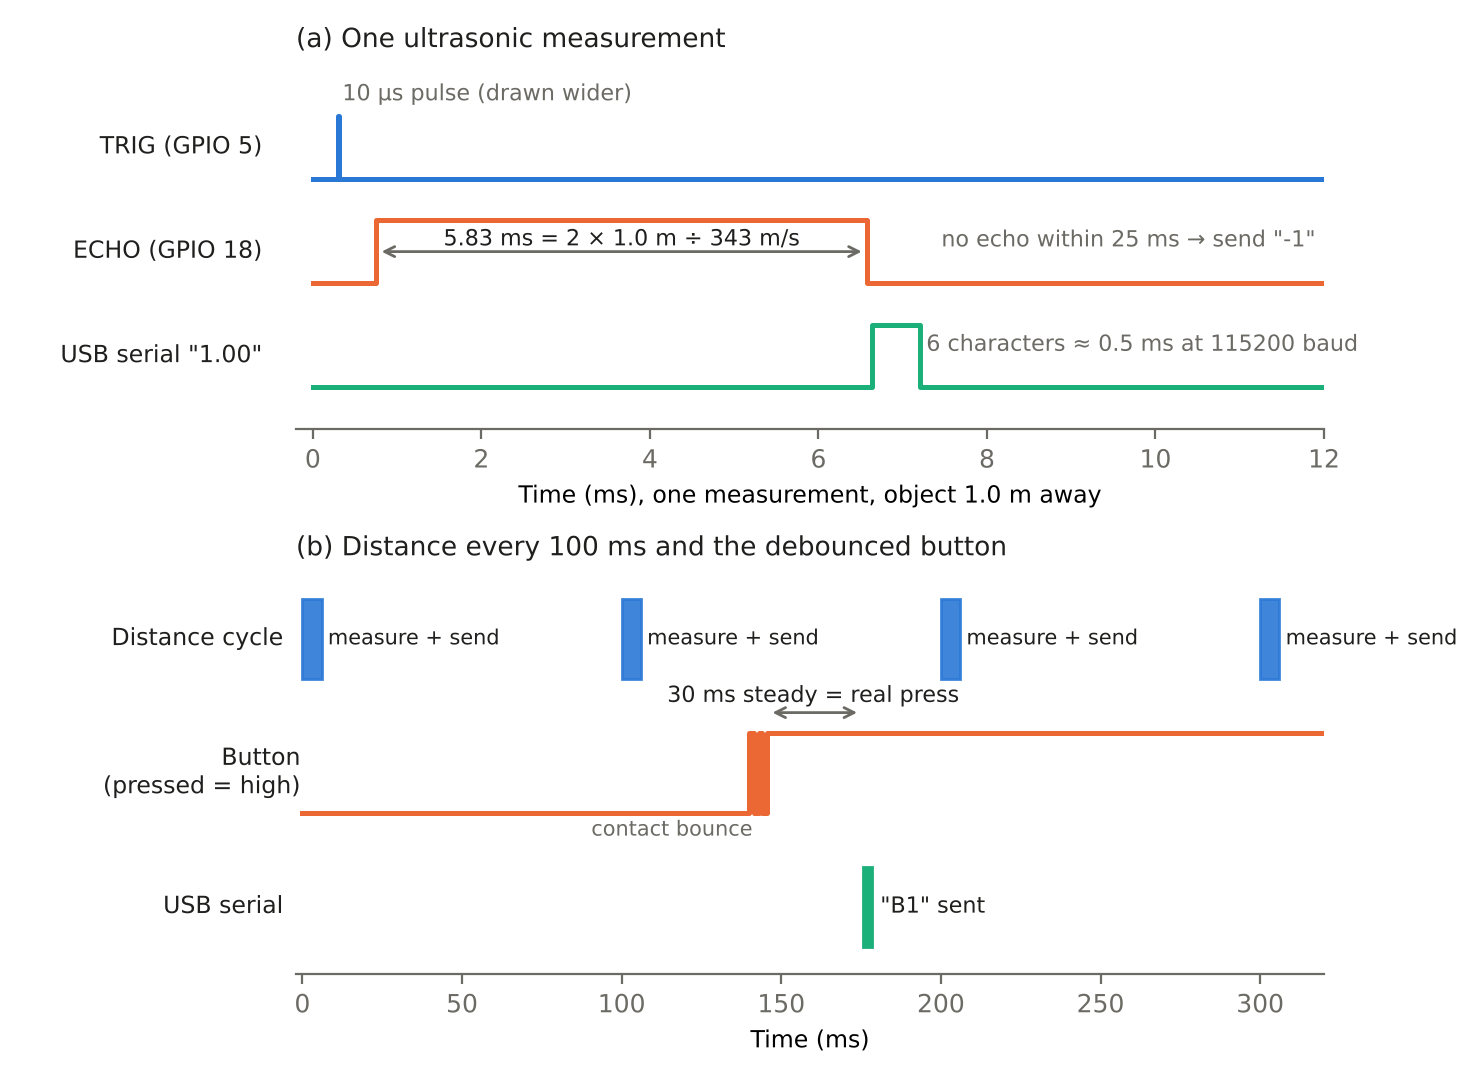 (a) One ultrasonic measurement
10 µs pulse (drawn wider)
TRIG (GPIO 5)
ECHO (GPIO 18)
5.83 ms = 2 × 1.0 m ÷ 343 m/s
no echo within 25 ms → send "-1"
USB serial "1.00"
6 characters ≈ 0.5 ms at 115200 baud
0 2 4 6 8 10 12
Time (ms), one measurement, object 1.0 m away
(b) Distance every 100 ms and the debounced button
Distance cycle
measure + send measure + send measure + send measure + send
30 ms steady = real press
Button
(pressed = high)
contact bounce
USB serial
"B1" sent
0 50 100 150 200 250 300
Time (ms)